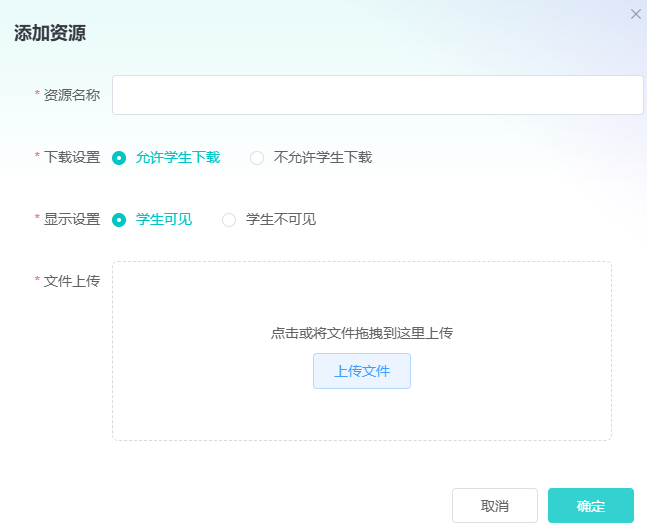 添加资源
* 资源名称
* 下载设置 允许学生下载 不允许学生下载
* 显示设置 学生可见 学生不可见
* 文件上传
点击或将文件拖拽到这里上传
上传文件
取消 确定